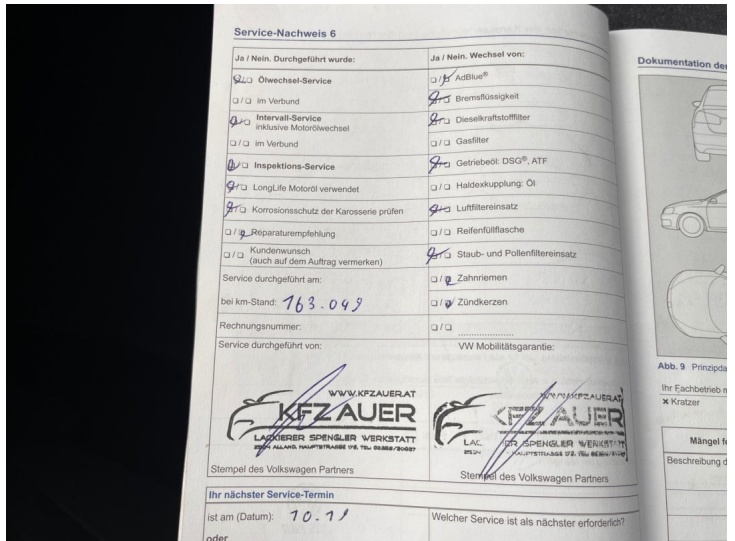 Service-Nachweis 6
Ja / Nein. Durchgeführt wurde:
Ölwechsel-Service
im Verbund
Intervall-Service
inklusive Motorölwechsel
im Verbund
Inspektions-Service
LongLife Motoröl verwendet
Korrosionsschutz der Karosserie prüfen
Reparaturempfehlung
Kundenwunsch
(auch auf dem Auftrag vermerken)
Service durchgeführt am:
bei km-Stand: 163.049
Rechnungsnummer:
Service durchgeführt von:
WWW.KFZAUER.AT
KFZ AUER
LACKIERER SPENGLER WERKSTATT
ALLAND, HAUPTSTRASSE
Stempel des Volkswagen Partners
Ihr nächster Service-Termin
ist am (Datum): 10.19
oder
Ja / Nein. Wechsel von:
AdBlue®
Bremsflüssigkeit
Dieselkraftstofffilter
Gasfilter
Getriebeöl: DSG®, ATF
Haldexkupplung: Öl
Luftfiltereinsatz
Reifenfüllflasche
Staub- und Pollenfiltereinsatz
Zahnriemen
Zündkerzen
VW Mobilitätsgarantie:
KFZ AUER
SPENGLER
HAUPTSTRASSE
Stempel des Volkswagen Partners
Welcher Service ist als nächster erforderlich?
Dokumentation der
Abb. 9 Prinzipda
Ihr Fachbetrieb
× Kratzer
Mängel
Beschreibung